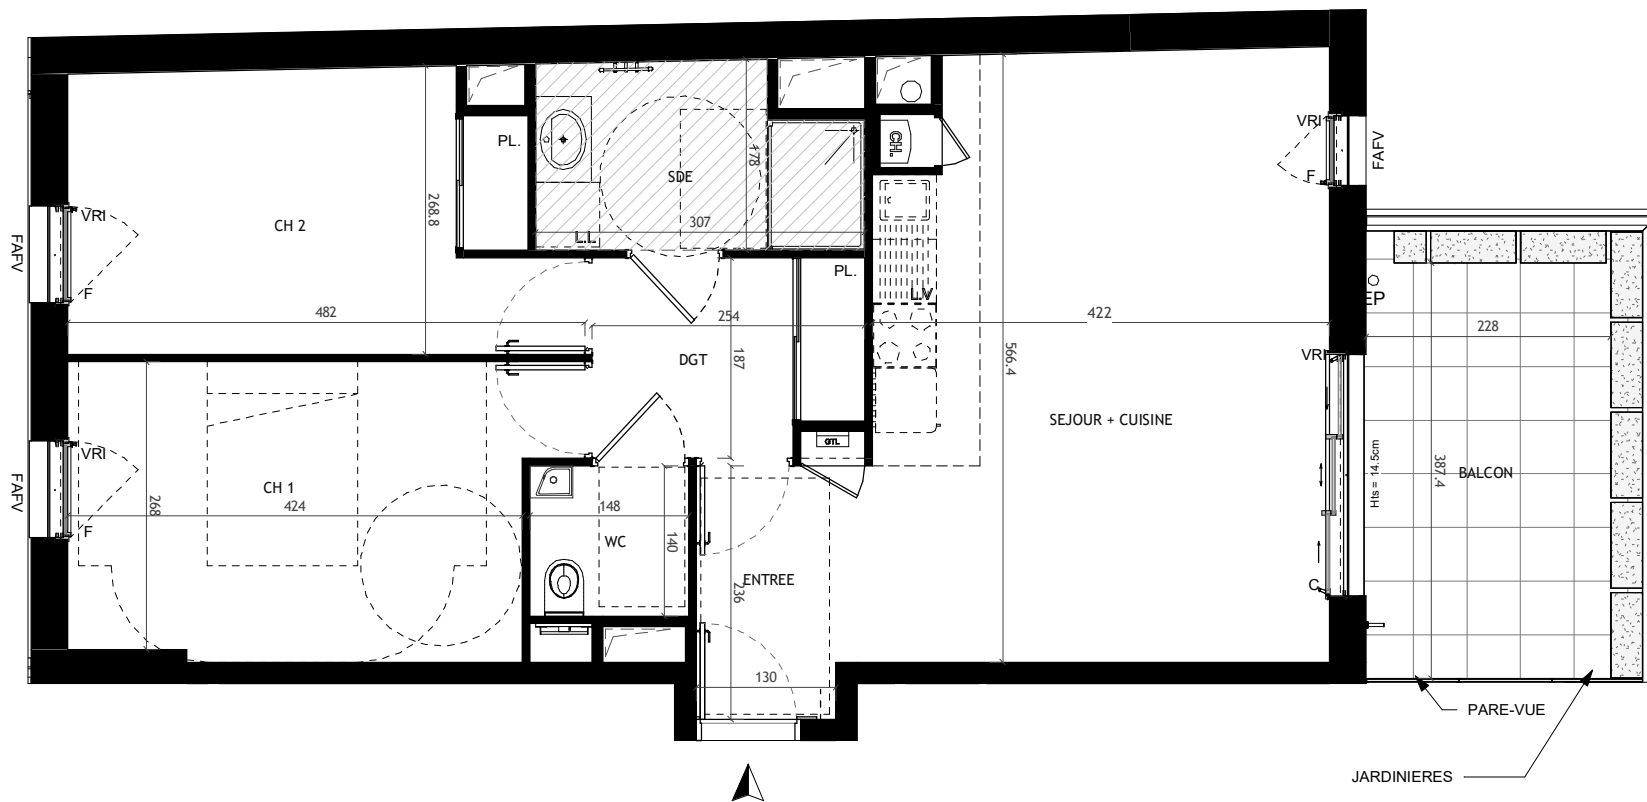 PL.
CH.
VRI
FAFV
F
178
SDE
CH 2
268.8
VRI
FAFV
F
LL
307
PL.
LV
EP
482
254
422
228
DGT
187
566.4
VRI
SEJOUR + CUISINE
GTL
VRI
FAFV
F
CH 1
424
268
148
WC
140
ENTREE
236
Hts = 14.5cm
387.4
BALCON
C
130
PARE-VUE
JARDINIERES